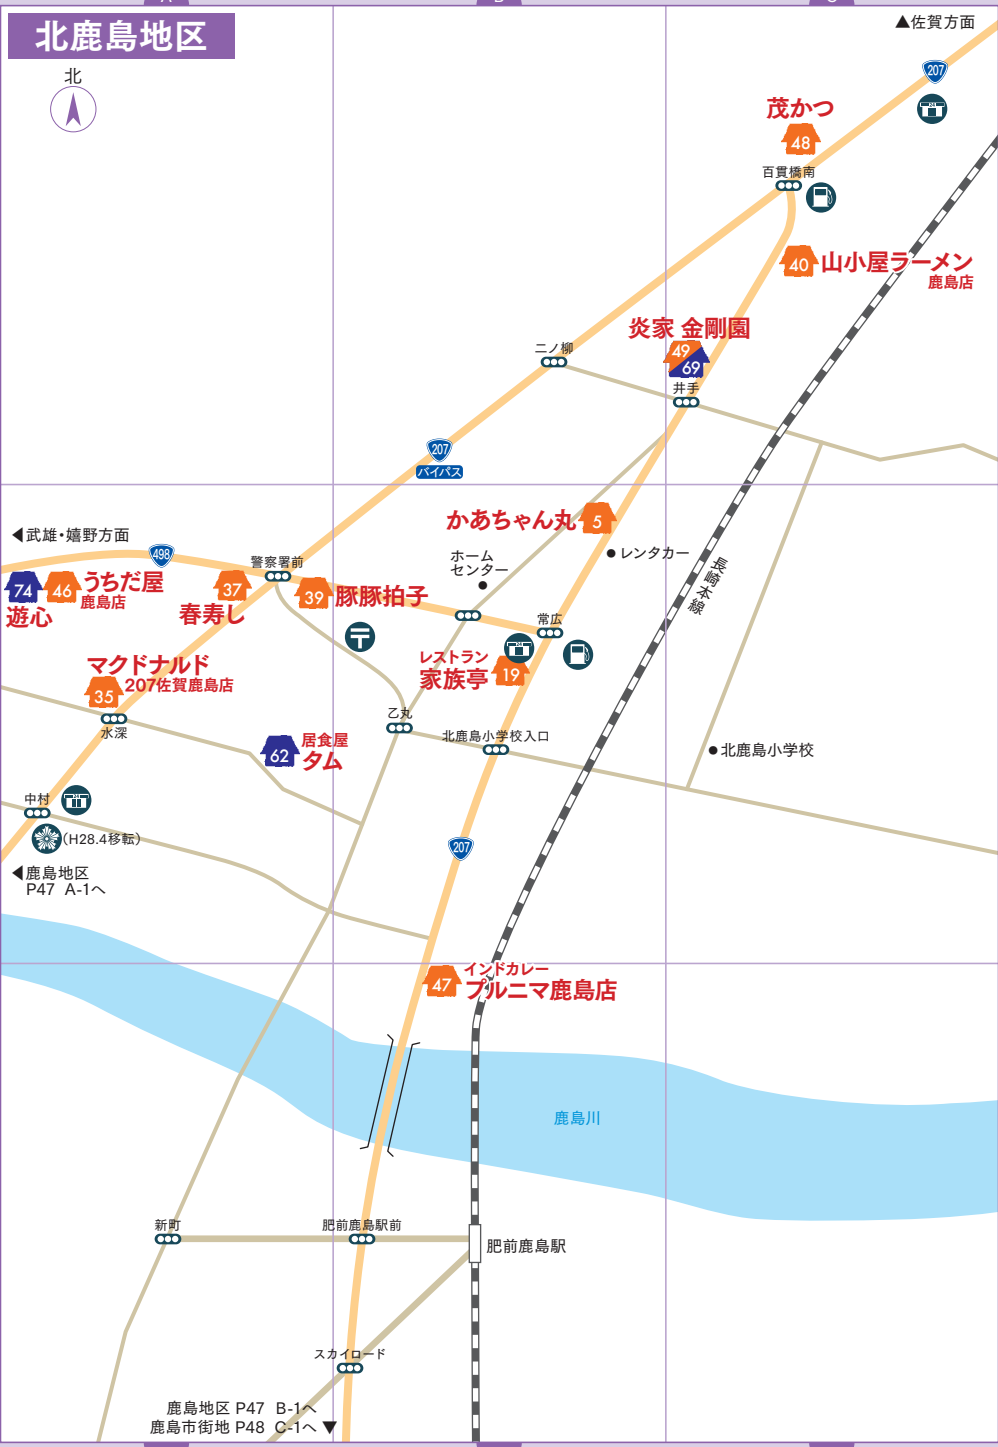 A
B
C
北鹿島地区
北
▲佐賀方面
207
茂かつ
48
百貫橋南
40
山小屋ラーメン
鹿島店
炎家 金剛園
49
69
二ノ柳
井手
207
バイパス
かあちゃん丸
5
◀武雄・嬉野方面
498
警察署前
ホーム
センター
レンタカー
長崎本線
74
46
うちだ屋
鹿島店
遊心
37
春寿し
39
豚豚拍子
常広
レストラン
家族亭
19
マクドナルド
207佐賀鹿島店
35
水深
乙丸
北鹿島小学校入口
62
居食屋
タム
北鹿島小学校
中村
(H28.4移転)
207
◀鹿島地区
P47 A-1へ
47
インドカレー
プルニマ鹿島店
鹿島川
新町
肥前鹿島駅前
肥前鹿島駅
スカイロード
鹿島地区 P47 B-1へ
鹿島市街地 P48 C-1へ ▼